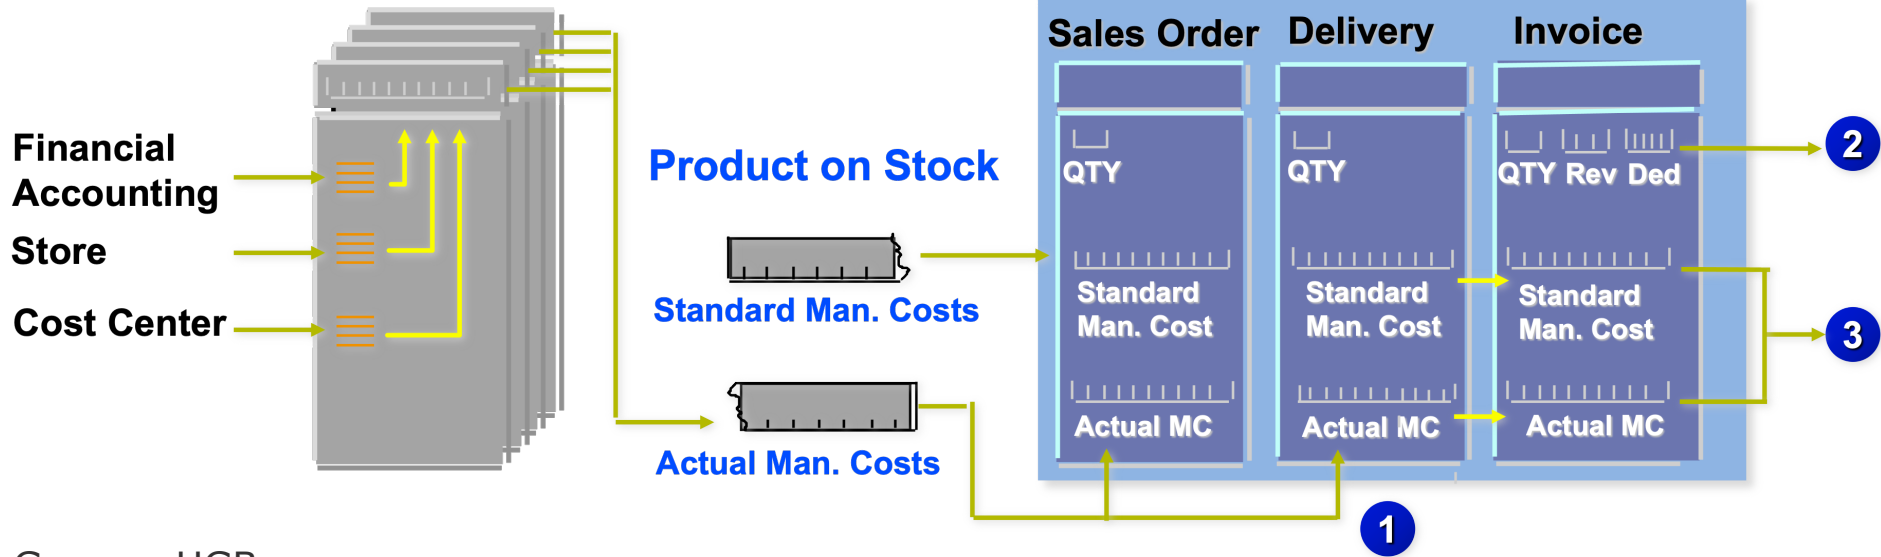 Sales Order Delivery Invoice
Financial
Accounting
Store
Cost Center
Product on Stock
Standard Man. Costs
Actual Man. Costs
QTY
Standard
Man. Cost
Actual MC
QTY
Standard
Man. Cost
Actual MC
QTY Rev Ded
Standard
Man. Cost
Actual MC
2
3
1